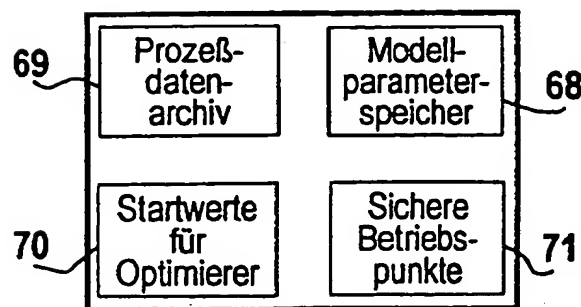 69
Prozeß-
daten-
archiv
Modell-
parameter-
speicher
68
70
Startwerte
für
Optimierer
Sichere
Betriebs-
punkte
71